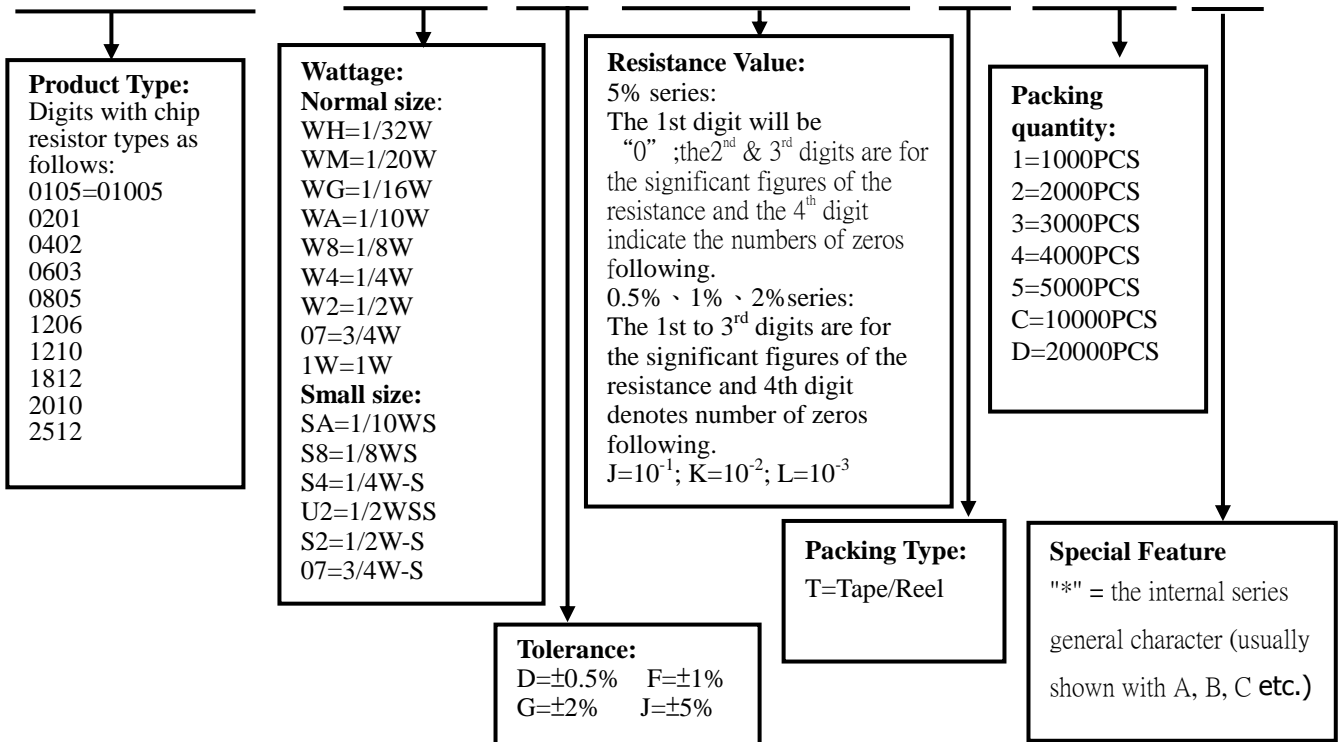 Product Type:
Digits with chip
resistor types as
follows:
0105=01005
0201
0402
0603
0805
1206
1210
1812
2010
2512
Wattage:
Normal size:
WH=1/32W
WM=1/20W
WG=1/16W
WA=1/10W
W8=1/8W
W4=1/4W
W2=1/2W
07=3/4W
1W=1W
Small size:
SA=1/10WS
S8=1/8WS
S4=1/4W-S
U2=1/2WSS
S2=1/2W-S
07=3/4W-S
Tolerance:
D=±0.5% F=±1%
G=±2% J=±5%
Resistance Value:
5% series:
The 1st digit will be
“0” ;the2nd & 3rd digits are for
the significant figures of the
resistance and the 4th digit
indicate the numbers of zeros
following.
0.5%、1%、2%series:
The 1st to 3rd digits are for
the significant figures of the
resistance and 4th digit
denotes number of zeros
following.
J=10-1; K=10-2; L=10-3
Packing Type:
T=Tape/Reel
Packing
quantity:
1=1000PCS
2=2000PCS
3=3000PCS
4=4000PCS
5=5000PCS
C=10000PCS
D=20000PCS
Special Feature
"*" = the internal series
general character (usually
shown with A, B, C etc.)